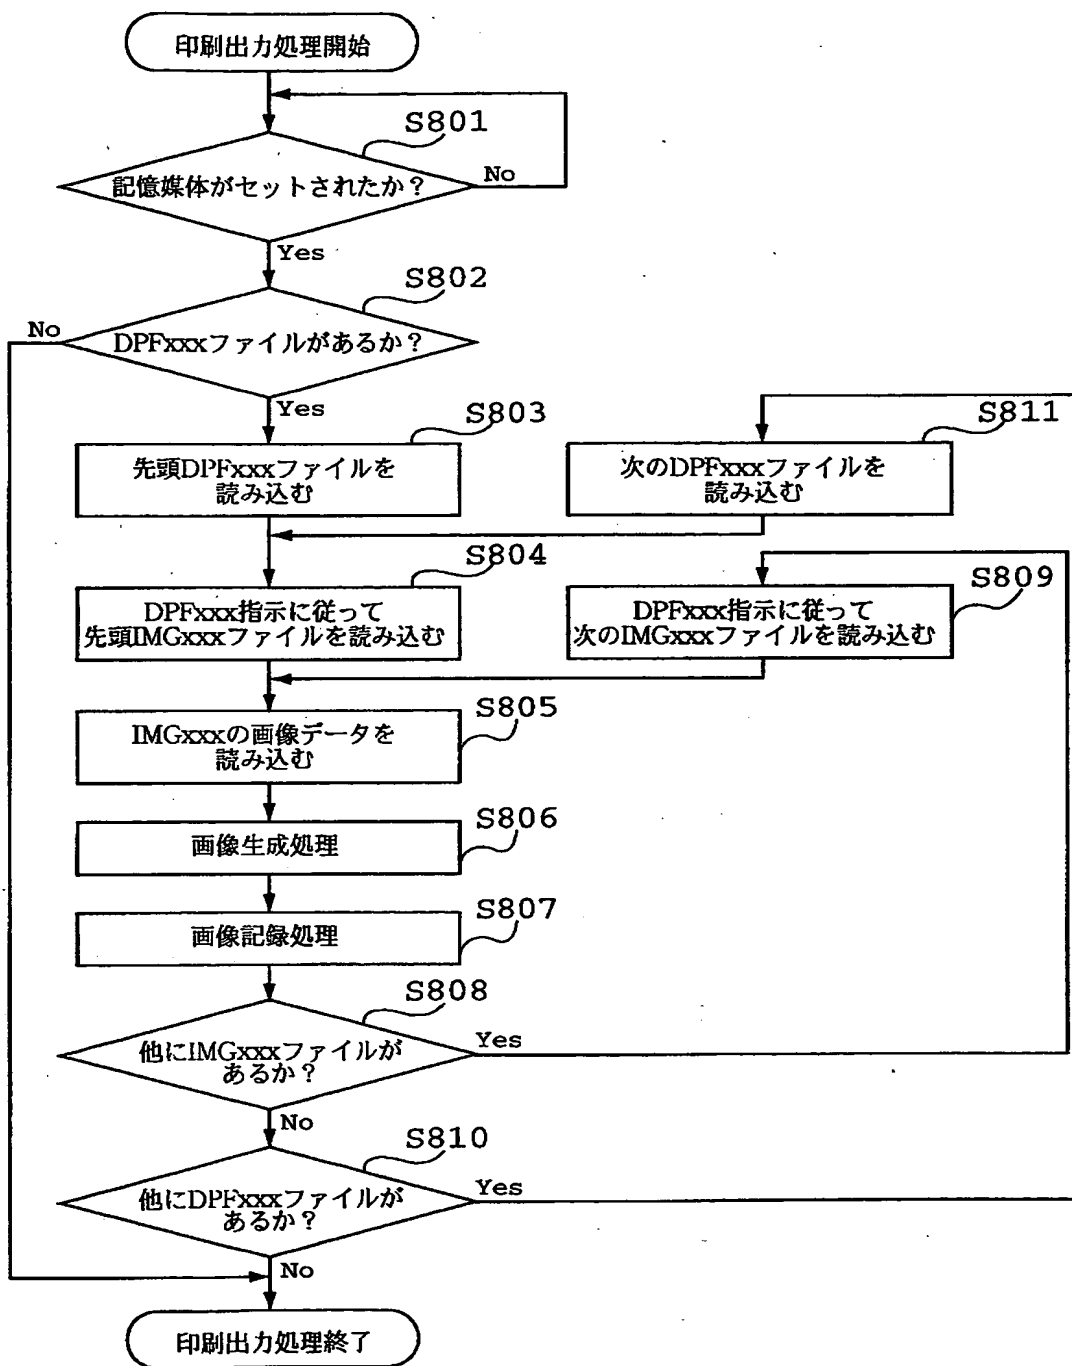 印刷出力処理開始
S801
記憶媒体がセットされたか？
No
Yes
S802
No
DPFxxxファイルがあるか？
Yes
S803
S811
先頭DPFxxxファイルを
読み込む
次のDPFxxxファイルを
読み込む
S804
S809
DPFxxx指示に従って
先頭IMGxxxファイルを読み込む
DPFxxx指示に従って
次のIMGxxxファイルを読み込む
S805
IMGxxxの画像データを
読み込む
S806
画像生成処理
S807
画像記録処理
S808
他にIMGxxxファイルが
あるか？
Yes
No
S810
他にDPFxxxファイルが
あるか？
Yes
No
印刷出力処理終了